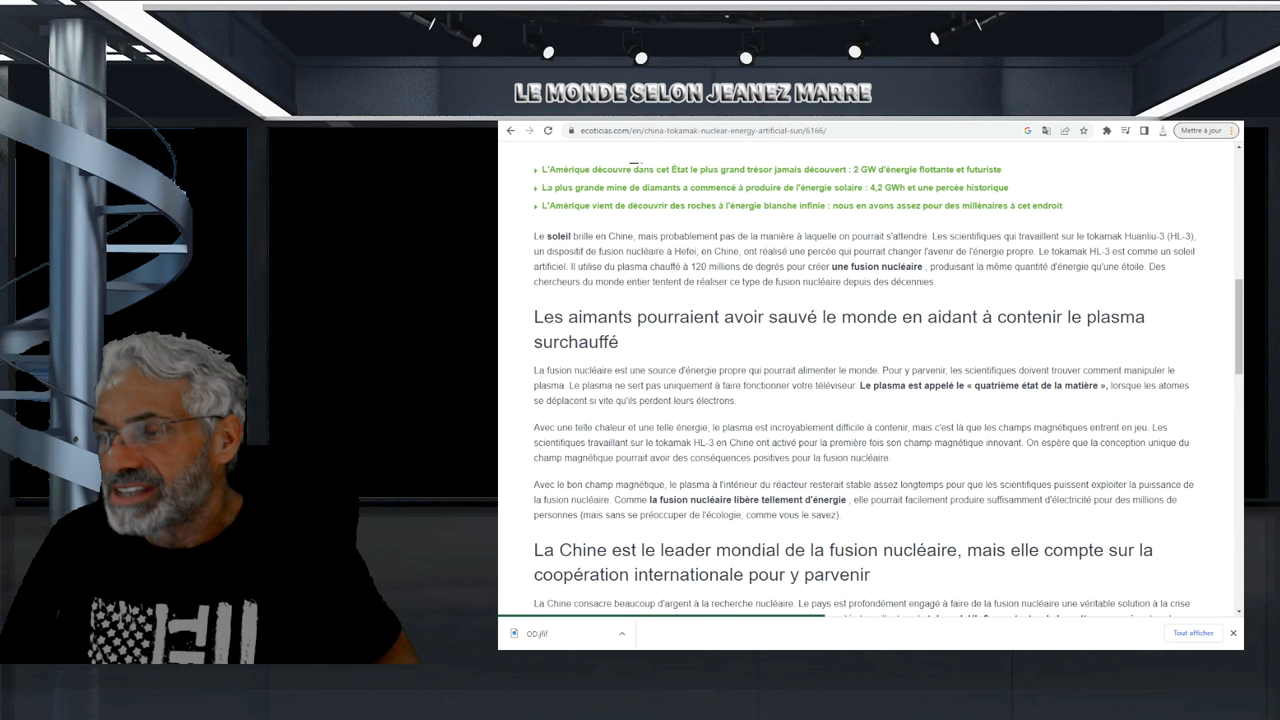 LE MONDE SELON JEANEZ MARRE
ecoticias.com/en/china-tokamak-nuclear-energy-artificial-sun/6166/
Mettre à jour
L'Amérique découvre dans cet État le plus grand trésor jamais découvert : 2 GW d'énergie flottante et futuriste
La plus grande mine de diamants a commencé à produire de l'énergie solaire : 4,2 GWh et une percée historique
L'Amérique vient de découvrir des roches à l'énergie blanche infinie : nous en avons assez pour des millénaires à cet endroit
Le soleil brille en Chine, mais probablement pas de la manière à laquelle on pourrait s'attendre. Les scientifiques qui travaillent sur le tokamak Huanliu-3 (HL-3),
un dispositif de fusion nucléaire à Hefei, en Chine, ont réalisé une percée qui pourrait changer l'avenir de l'énergie propre. Le tokamak HL-3 est comme un soleil
artificiel. Il utilise du plasma chauffé à 120 millions de degrés pour créer une fusion nucléaire , produisant la même quantité d'énergie qu'une étoile. Des
chercheurs du monde entier tentent de réaliser ce type de fusion nucléaire depuis des décennies.
Les aimants pourraient avoir sauvé le monde en aidant à contenir le plasma
surchauffé
La fusion nucléaire est une source d'énergie propre qui pourrait alimenter le monde. Pour y parvenir, les scientifiques doivent trouver comment manipuler le
plasma. Le plasma ne sert pas uniquement à faire fonctionner votre téléviseur. Le plasma est appelé le « quatrième état de la matière », lorsque les atomes
se déplacent si vite qu'ils perdent leurs électrons.
Avec une telle chaleur et une telle énergie, le plasma est incroyablement difficile à contenir, mais c'est là que les champs magnétiques entrent en jeu. Les
scientifiques travaillant sur le tokamak HL-3 en Chine ont activé pour la première fois son champ magnétique innovant. On espère que la conception unique du
champ magnétique pourrait avoir des conséquences positives pour la fusion nucléaire.
Avec le bon champ magnétique, le plasma à l'intérieur du réacteur resterait stable assez longtemps pour que les scientifiques puissent exploiter la puissance de
la fusion nucléaire. Comme la fusion nucléaire libère tellement d'énergie , elle pourrait facilement produire suffisamment d'électricité pour des millions de
personnes (mais sans se préoccuper de l'écologie, comme vous le savez).
La Chine est le leader mondial de la fusion nucléaire, mais elle compte sur la
coopération internationale pour y parvenir
La Chine consacre beaucoup d'argent à la recherche nucléaire. Le pays est profondément engagé à faire de la fusion nucléaire une véritable solution à la crise
OD.jfif
Tout afficher